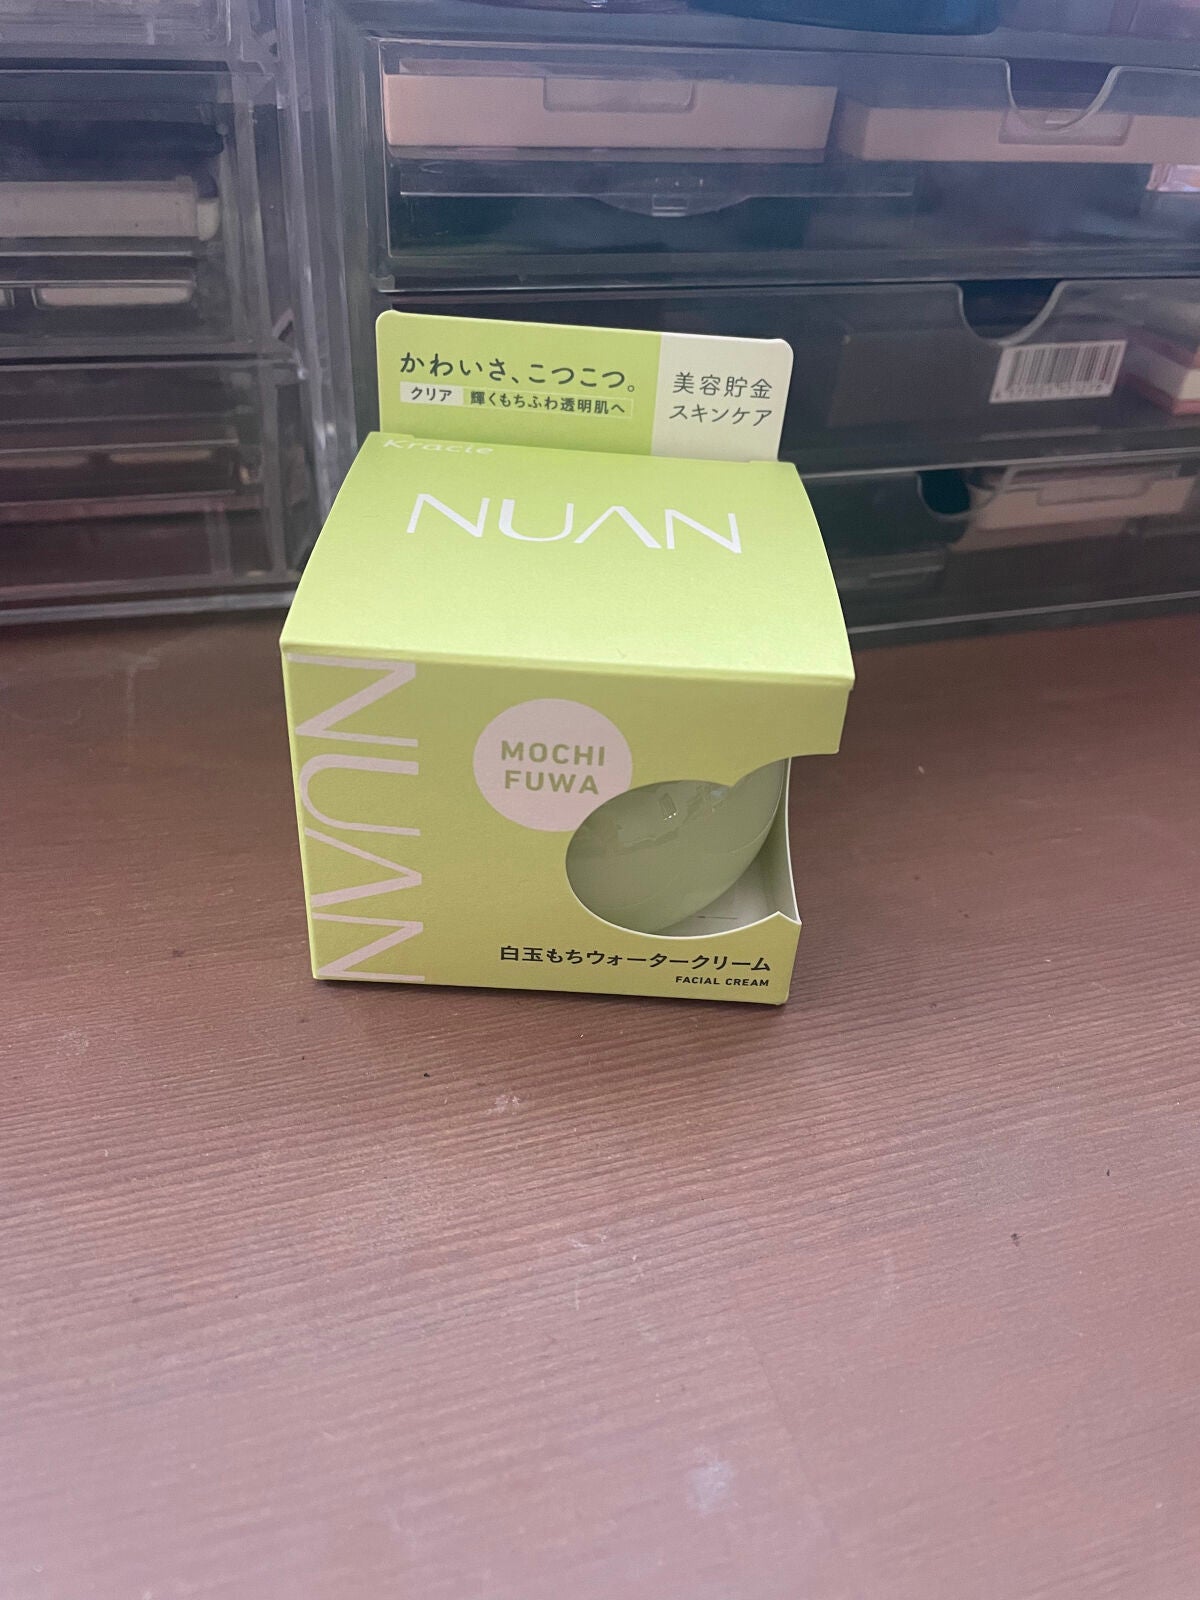 かわいさ、こつこつ。
クリア 輝くもちふわ透明肌へ
美容貯金
スキンケア
Kracie
NUAN
NUAN
MOCHI
FUWA
白玉もちウォータークリーム
FACIAL CREAM